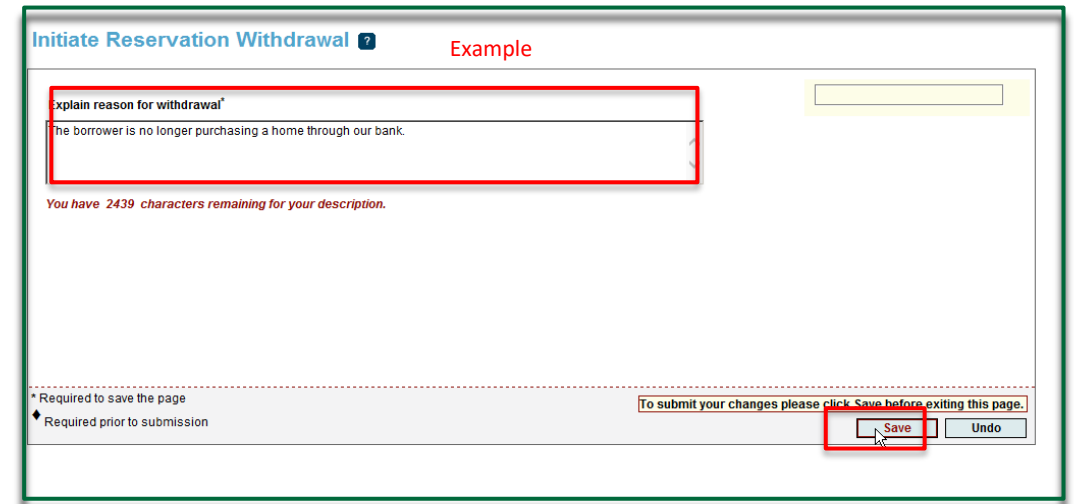 Initiate Reservation Withdrawal ?
Example
Explain reason for withdrawal*
The borrower is no longer purchasing a home through our bank.
You have 2439 characters remaining for your description.
* Required to save the page
♦ Required prior to submission
To submit your changes please click Save before exiting this page.
Save Undo